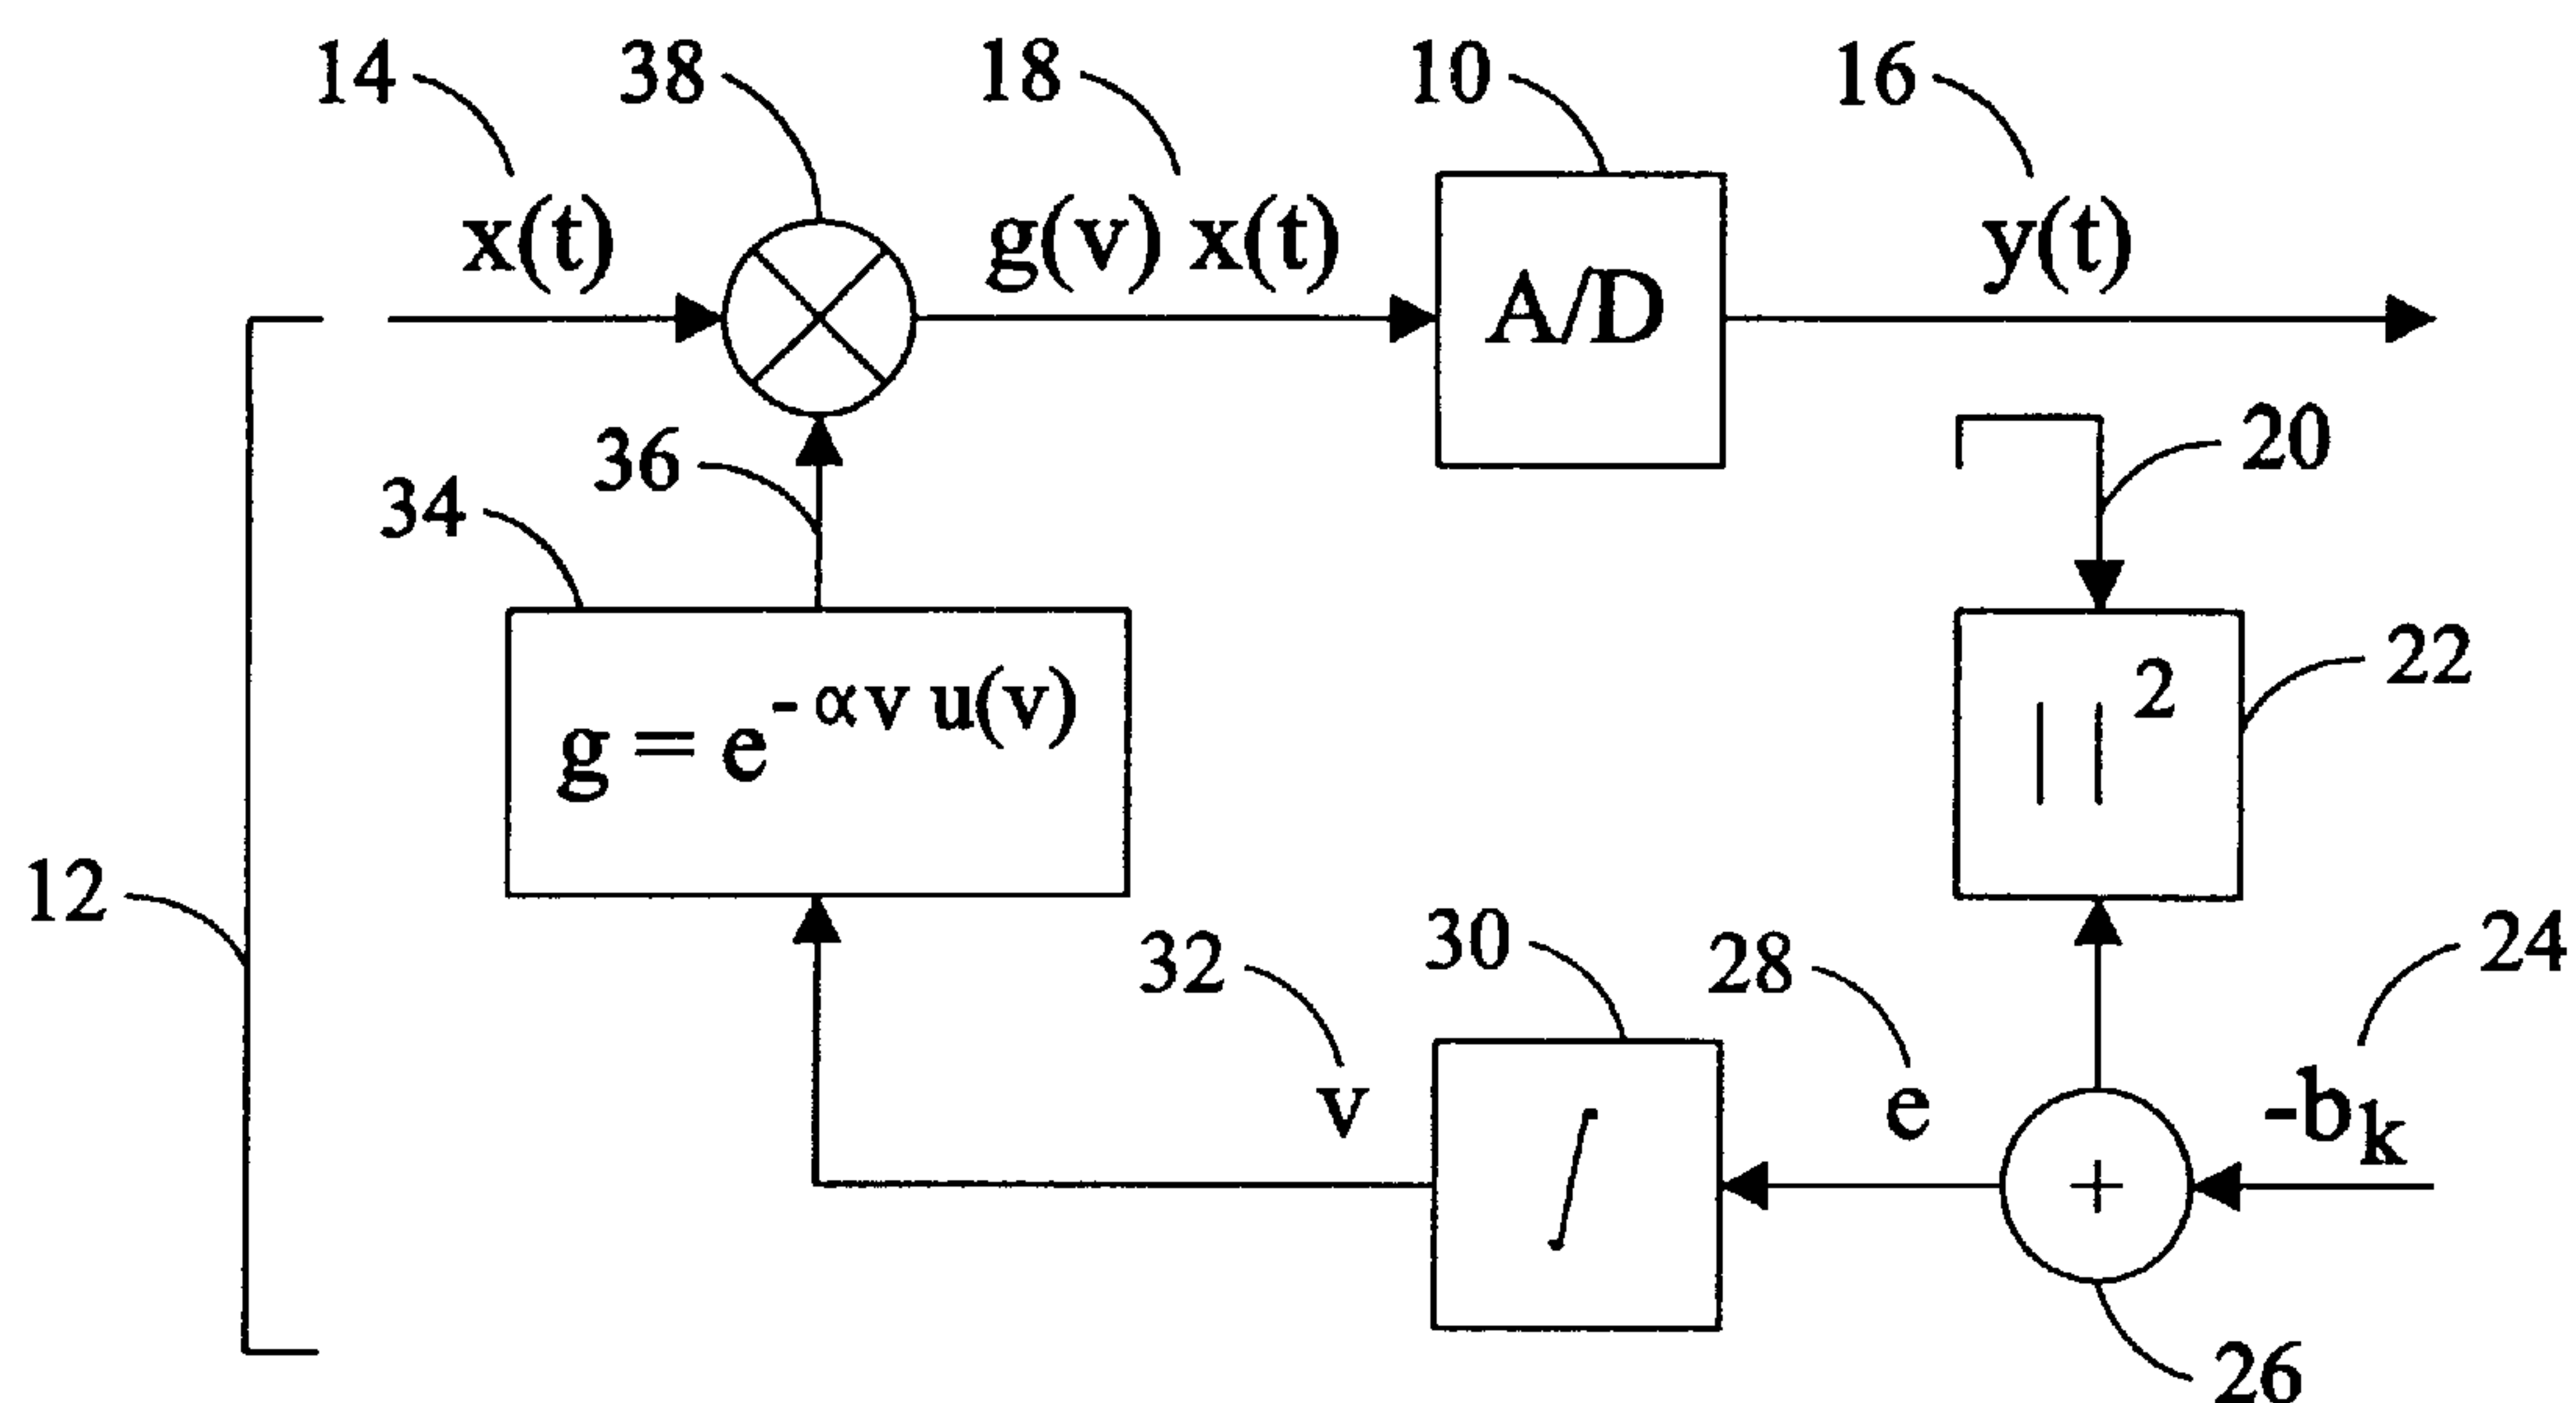 14 38 18 10 16
x(t) g(v) x(t) A/D y(t)
36 20
34
g = e^{-αv u(v)}
| |^2 22
12 32 30 28 24
v ∫ e + -b_k
26